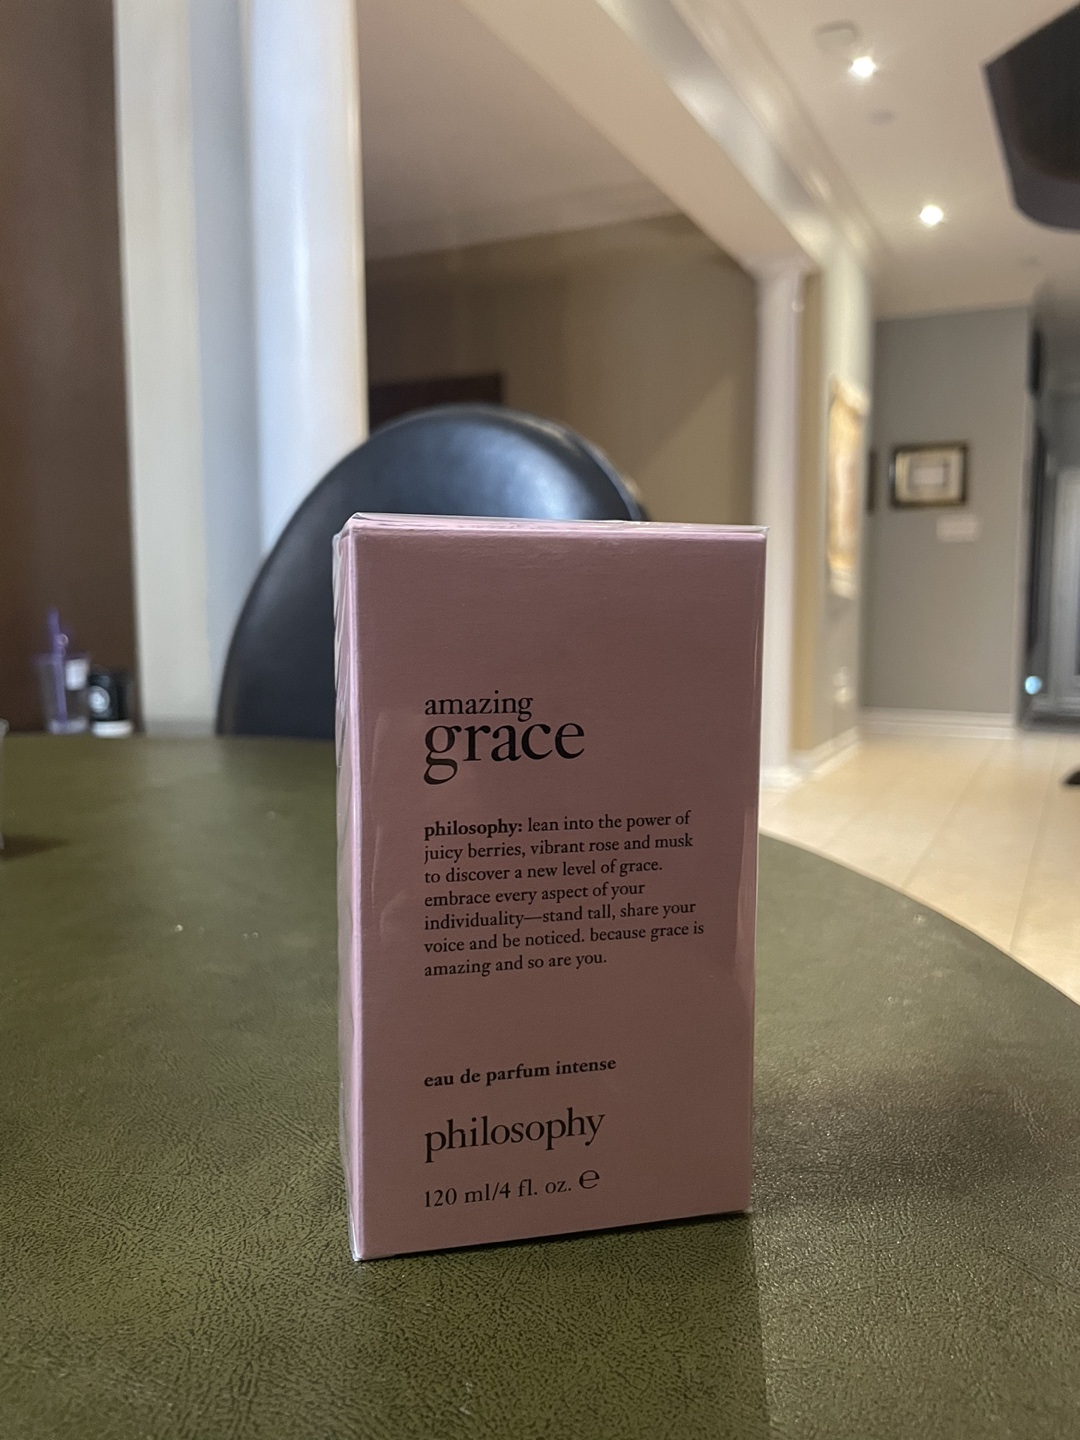 amazing
grace
philosophy: lean into the power of
juicy berries, vibrant rose and musk
to discover a new level of grace.
embrace every aspect of your
individuality—stand tall, share your
voice and be noticed. because grace is
amazing and so are you.
eau de parfum intense
philosophy
120 ml/4 fl. oz. ℮